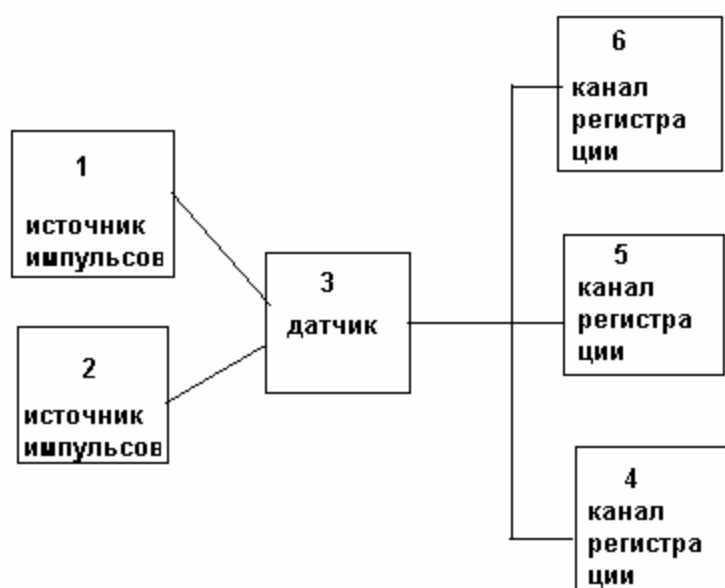 1
источник
импульсов
2
источник
импульсов
3
датчик
6
канал
регистра
ции
5
канал
регистра
ции
4
канал
регистра
ции